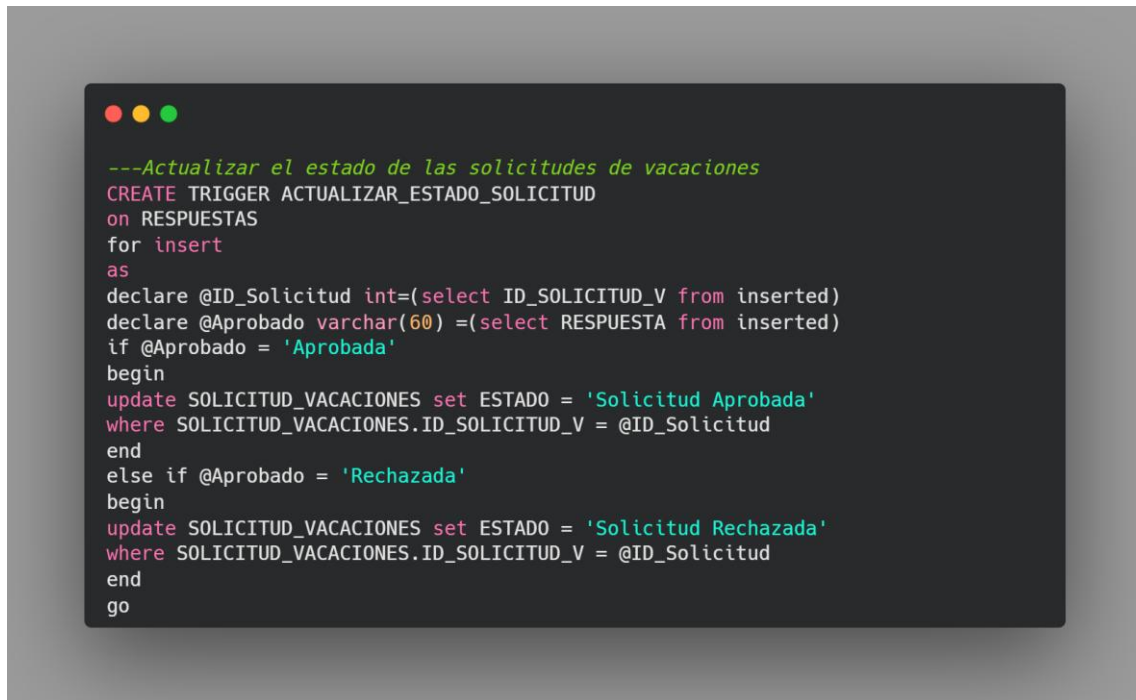 ---Actualizar el estado de las solicitudes de vacaciones
CREATE TRIGGER ACTUALIZAR_ESTADO_SOLICITUD
on RESPUESTAS
for insert
as
declare @ID_Solicitud int=(select ID_SOLICITUD_V from inserted)
declare @Aprobado varchar(60) =(select RESPUESTA from inserted)
if @Aprobado = 'Aprobada'
begin
update SOLICITUD_VACACIONES set ESTADO = 'Solicitud Aprobada'
where SOLICITUD_VACACIONES.ID_SOLICITUD_V = @ID_Solicitud
end
else if @Aprobado = 'Rechazada'
begin
update SOLICITUD_VACACIONES set ESTADO = 'Solicitud Rechazada'
where SOLICITUD_VACACIONES.ID_SOLICITUD_V = @ID_Solicitud
end
go